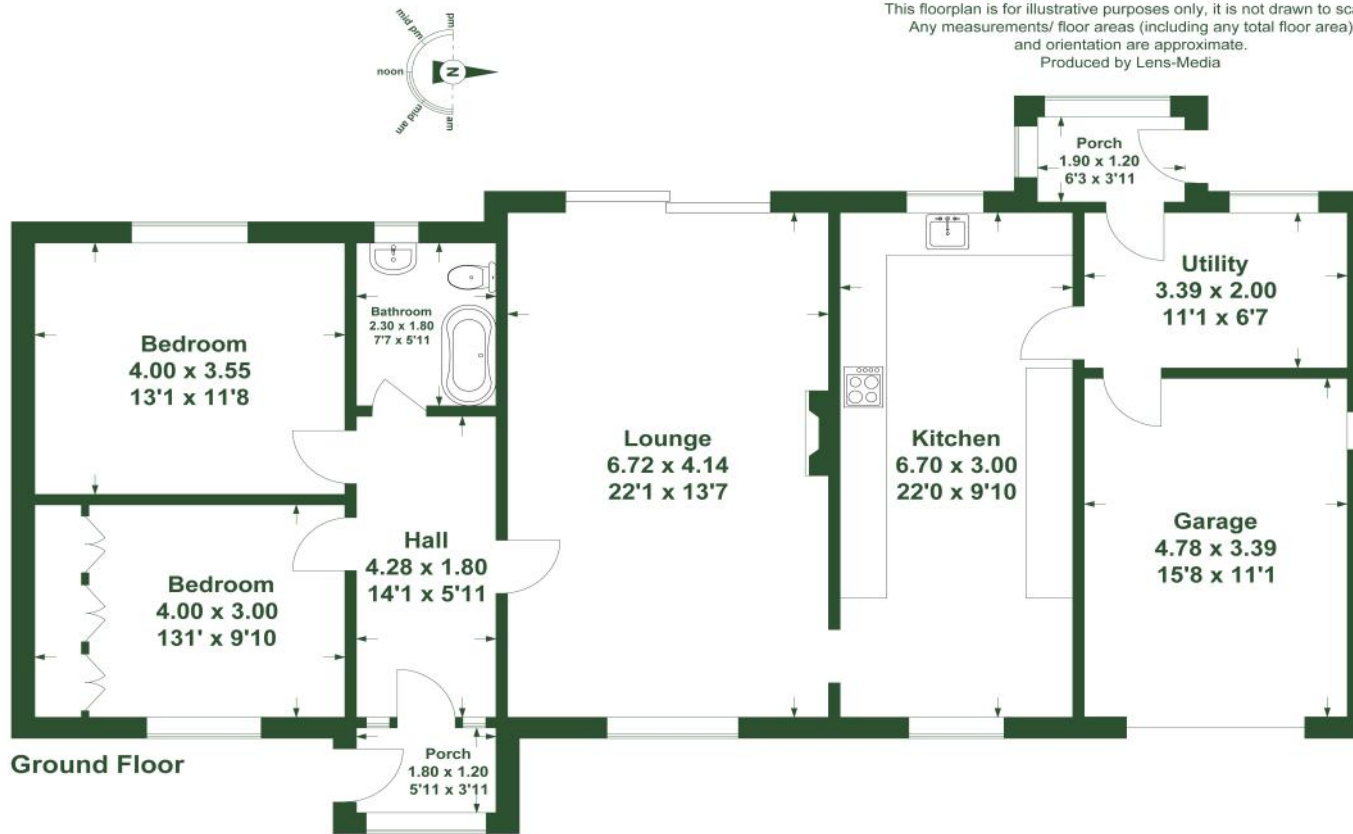 This floorplan is for illustrative purposes only, it is not drawn to sca
Any measurements/ floor areas (including any total floor area)
and orientation are approximate.
Produced by Lens-Media
pm
mid pm
noon
mid am
am
N
Porch
1.90 x 1.20
6'3 x 3'11
Utility
3.39 x 2.00
11'1 x 6'7
Bathroom
2.30 x 1.80
7'7 x 5'11
Bedroom
4.00 x 3.55
13'1 x 11'8
Lounge
6.72 x 4.14
22'1 x 13'7
Kitchen
6.70 x 3.00
22'0 x 9'10
Garage
4.78 x 3.39
15'8 x 11'1
Hall
4.28 x 1.80
14'1 x 5'11
Bedroom
4.00 x 3.00
131' x 9'10
Porch
1.80 x 1.20
5'11 x 3'11
Ground Floor